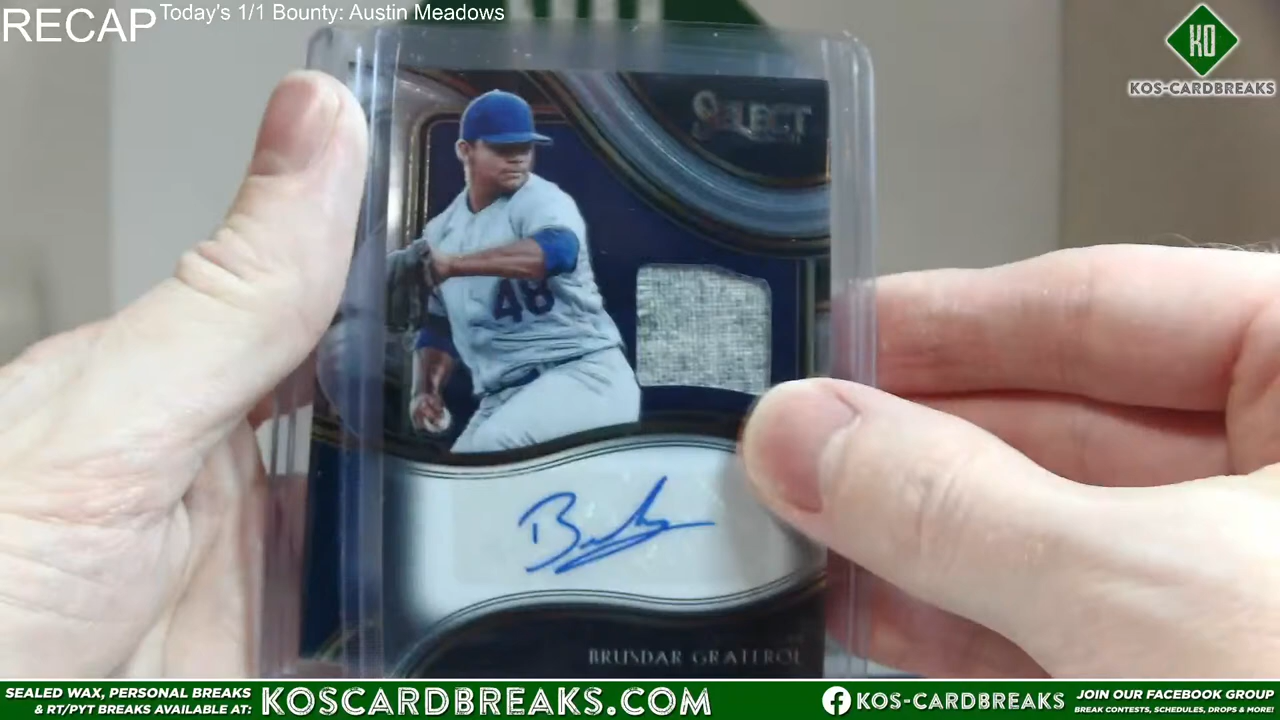 RECAP
Today's 1/1 Bounty: Austin Meadows
KO
KOS-CARDBREAKS
SELECT
48
BRUSDAR GRATEROL
SEALED WAX, PERSONAL BREAKS
& RT/PYT BREAKS AVAILABLE AT:
KOSCARDBREAKS.COM
KOS-CARDBREAKS
JOIN OUR FACEBOOK GROUP
BREAK CONTESTS, SCHEDULES, DROPS & MORE!